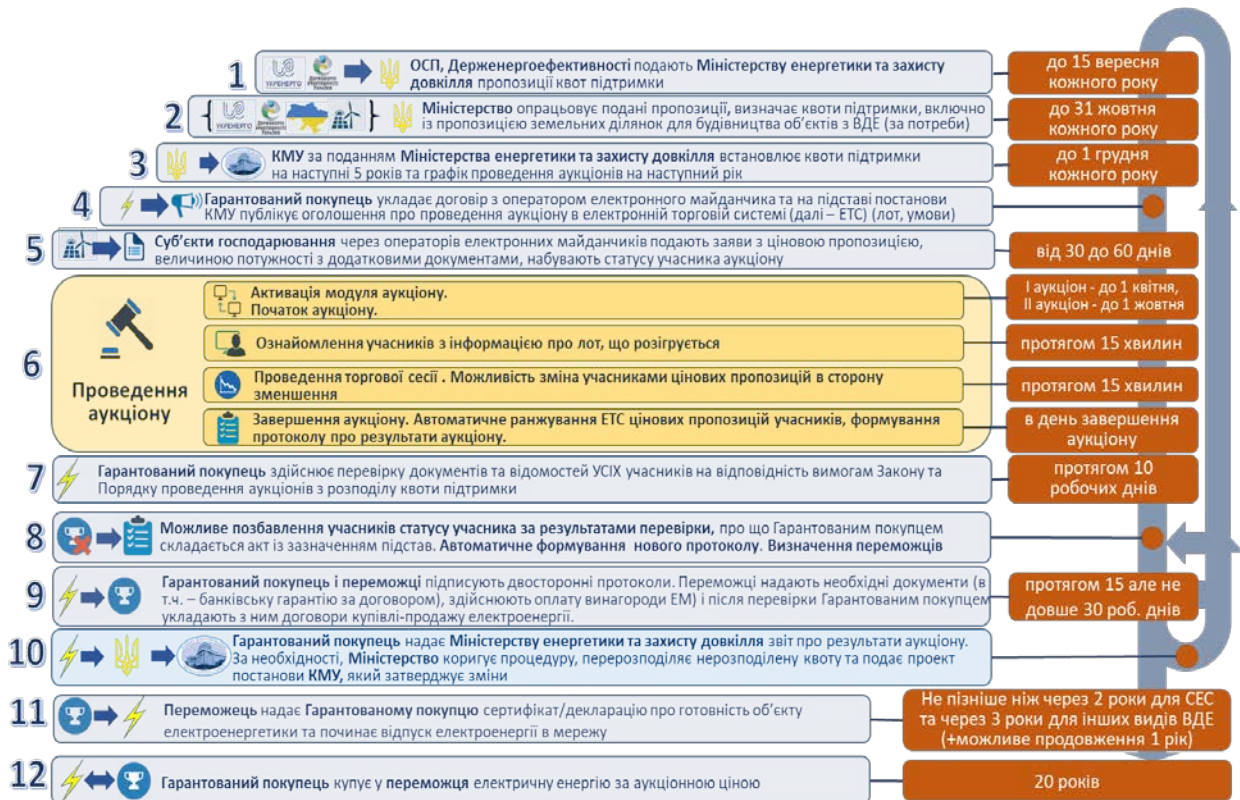 1
УКРЕНЕРГО
ОСП, Держенергоефективності подають Міністерству енергетики та захисту
довкілля пропозиції квот підтримки
до 15 вересня
кожного року
2
УКРЕНЕРГО
Міністерство опрацьовує подані пропозиції, визначає квоти підтримки, включно
із пропозицією земельних ділянок для будівництва об’єктів з ВДЕ (за потреби)
до 31 жовтня
кожного року
3
КМУ за поданням Міністерства енергетики та захисту довкілля встановлює квоти підтримки
на наступні 5 років та графік проведення аукціонів на наступний рік
до 1 грудня
кожного року
4
Гарантований покупець укладає договір з оператором електронного майданчика та на підставі постанови
КМУ публікує оголошення про проведення аукціону в електронній торговій системі (далі – ЕТС) (лот, умови)
5
Суб’єкти господарювання через операторів електронних майданчиків подають заяви з ціновою пропозицією,
величиною потужності з додатковими документами, набувають статусу учасника аукціону
від 30 до 60 днів
6
Проведення
аукціону
Активація модуля аукціону.
Початок аукціону.
І аукціон - до 1 квітня,
ІІ аукціон - до 1 жовтня
Ознайомлення учасників з інформацією про лот, що розігрується
протягом 15 хвилин
Проведення торгової сесії . Можливість зміна учасниками цінових пропозицій в сторону
зменшення
протягом 15 хвилин
Завершення аукціону. Автоматичне ранжування ЕТС цінових пропозицій учасників, формування
протоколу про результати аукціону.
в день завершення
аукціону
7
Гарантований покупець здійснює перевірку документів та відомостей УСІХ учасників на відповідність вимогам Закону та
Порядку проведення аукціонів з розподілу квоти підтримки
протягом 10
робочих днів
8
Можливе позбавлення учасників статусу учасника за результатами перевірки, про що Гарантованим покупцем
складається акт із зазначенням підстав. Автоматичне формування нового протоколу. Визначення переможців
9
Гарантований покупець і переможці підписують двосторонні протоколи. Переможці надають необхідні документи (в
т.ч. – банківську гарантію за договором), здійснюють оплату винагороди ЕМ) і після перевірки Гарантованим покупцем
укладають з ним договори купівлі-продажу електроенергії.
протягом 15 але не
довше 30 роб. днів
10
Гарантований покупець надає Міністерству енергетики та захисту довкілля звіт про результати аукціону.
За необхідності, Міністерство коригує процедуру, перерозподіляє нерозподілену квоту та подає проект
постанови КМУ, який затверджує зміни
11
Переможець надає Гарантованому покупцю сертифікат/декларацію про готовність об’єкту
електроенергетики та починає відпуск електроенергії в мережу
Не пізніше ніж через 2 роки для СЕС
та через 3 роки для інших видів ВДЕ
(+можливе продовження 1 рік)
12
Гарантований покупець купує у переможця електричну енергію за аукціонною ціною
20 років